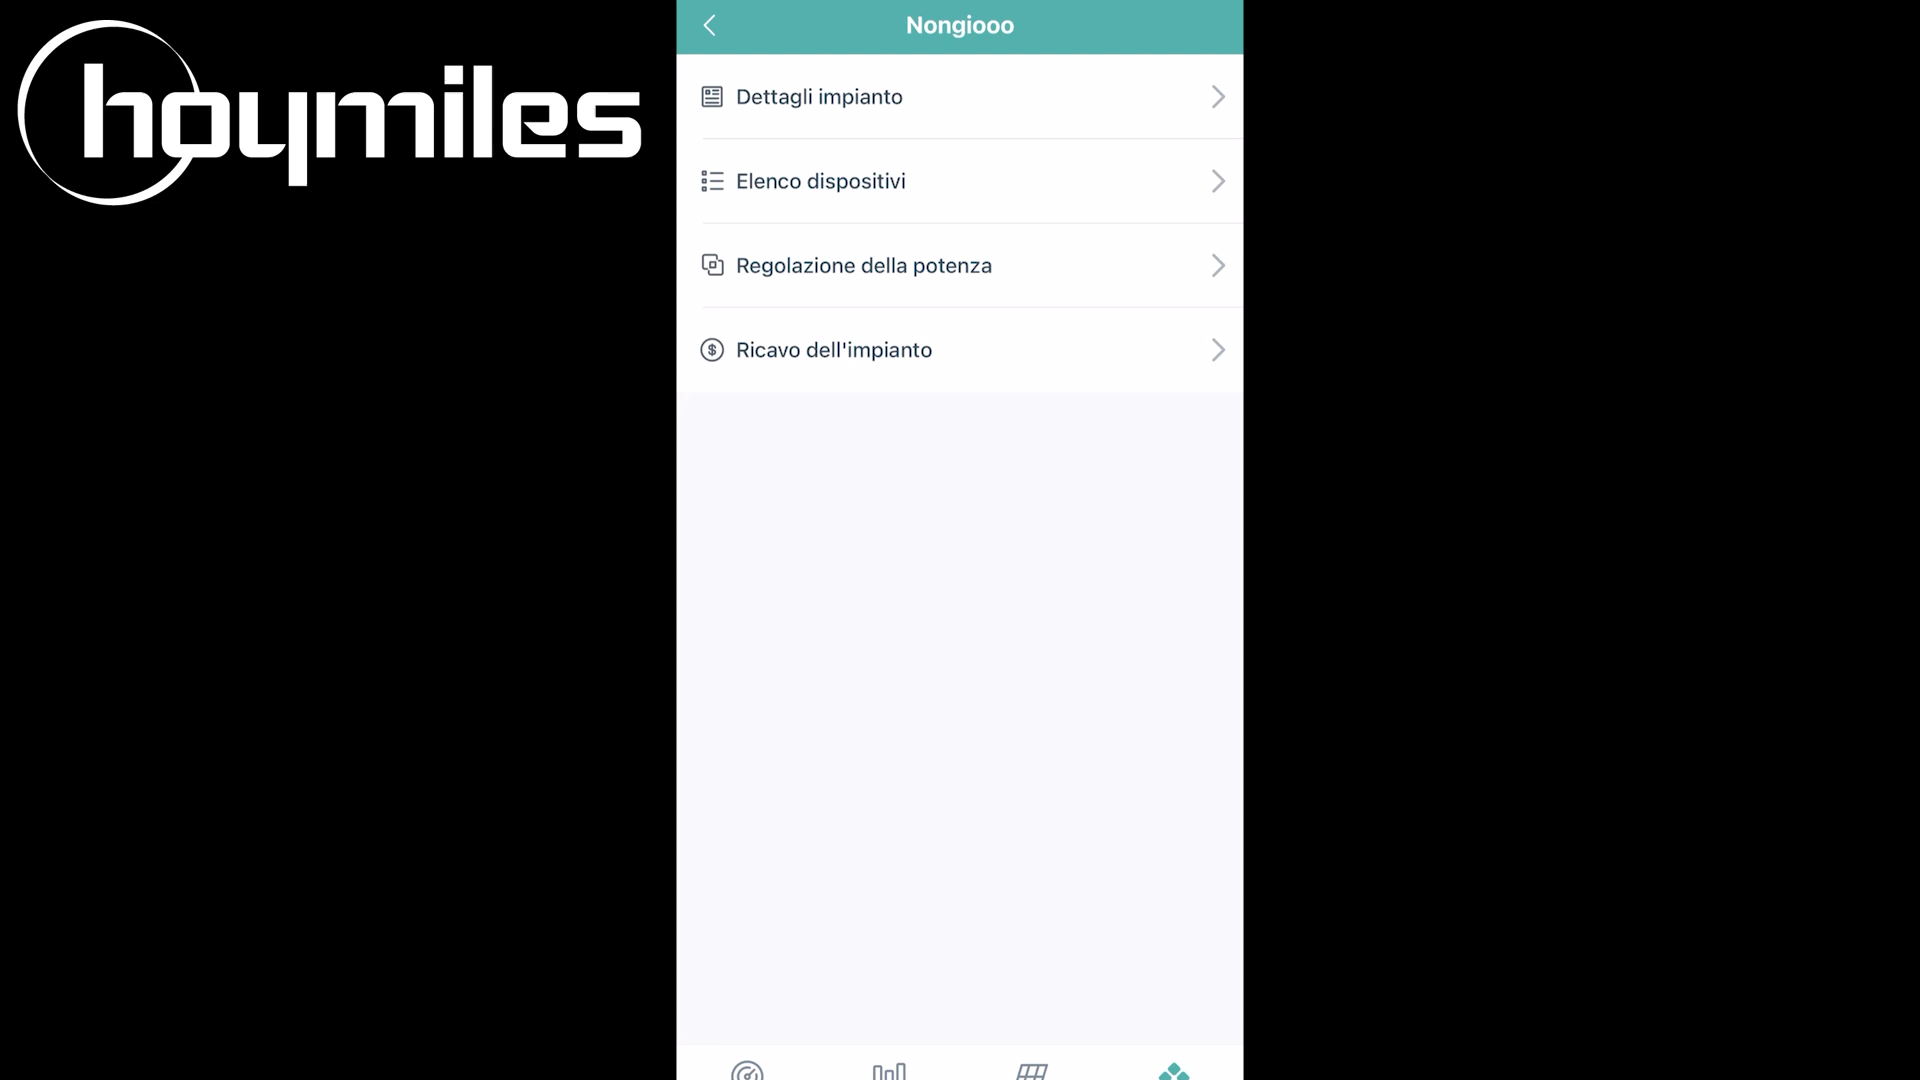 hoymiles
Nongiooo
Dettagli impianto
Elenco dispositivi
Regolazione della potenza
Ricavo dell'impianto